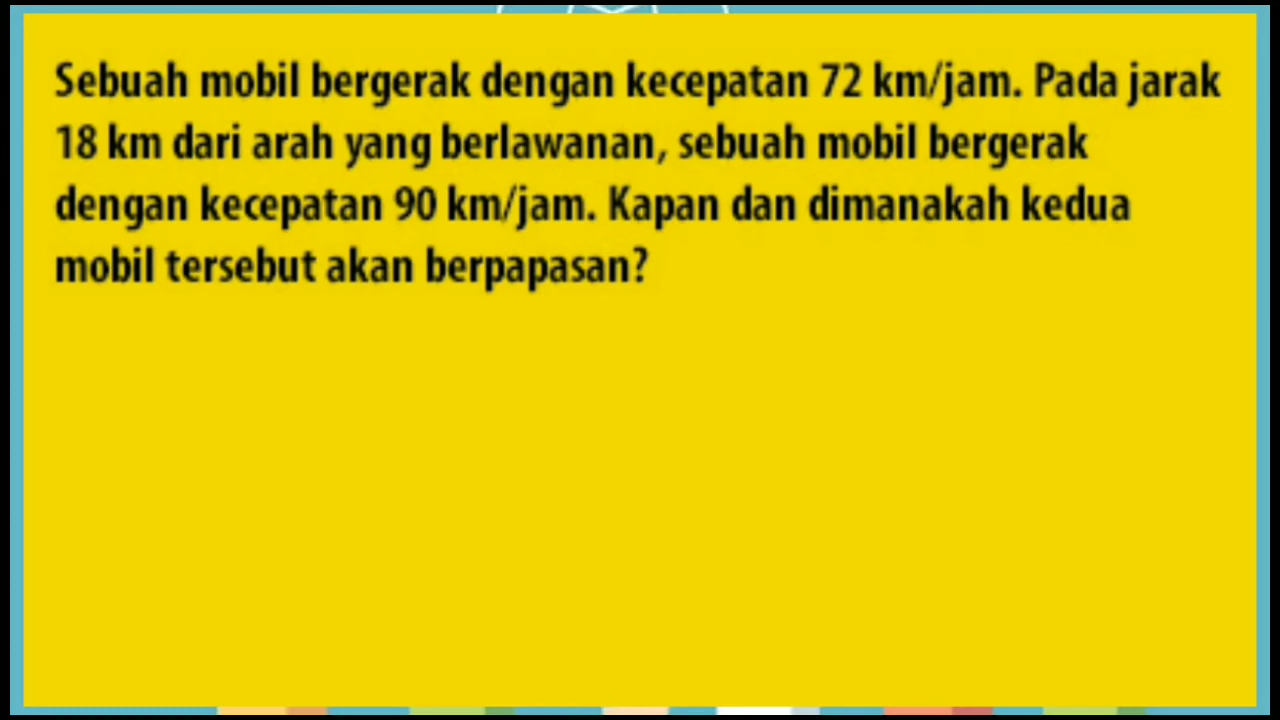 Sebuah mobil bergerak dengan kecepatan 72 km/jam. Pada jarak
18 km dari arah yang berlawanan, sebuah mobil bergerak
dengan kecepatan 90 km/jam. Kapan dan dimanakah kedua
mobil tersebut akan berpapasan?